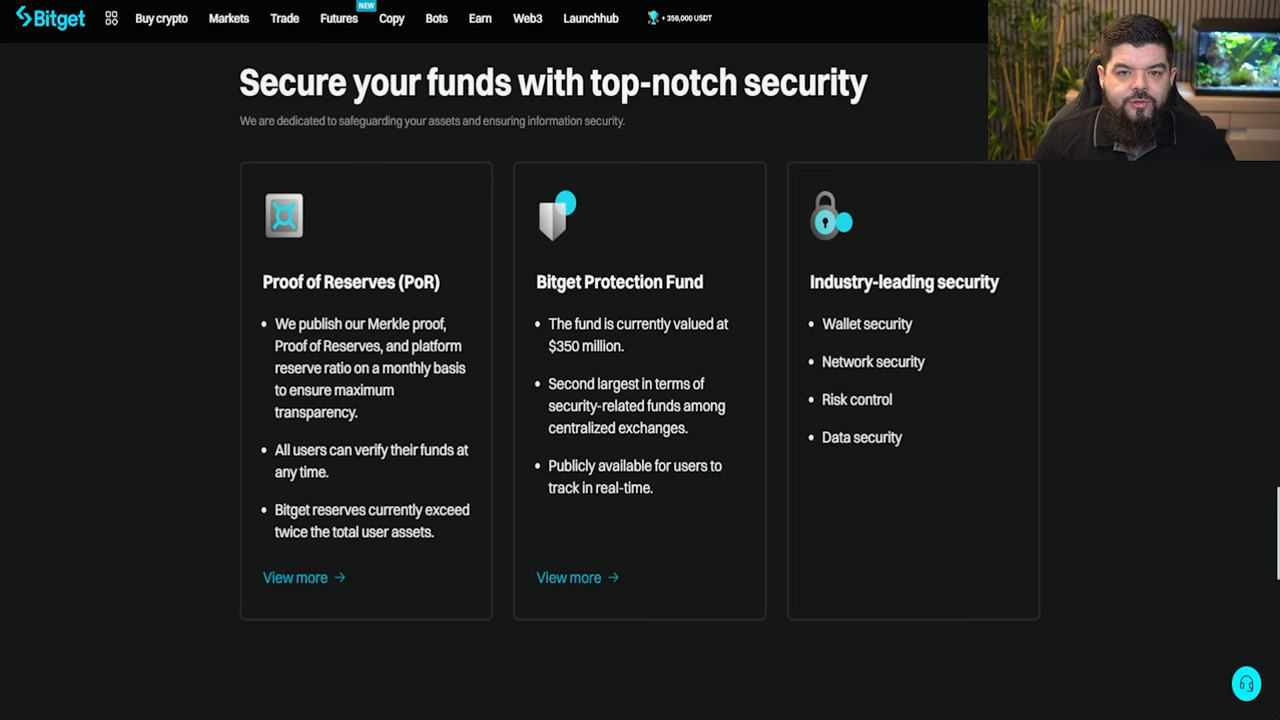 Bitget
Buy crypto
Markets
Trade
Futures
NEW
Copy
Bots
Earn
Web3
Launchhub
+ 356,000 USDT
Secure your funds with top-notch security
We are dedicated to safeguarding your assets and ensuring information security.
Proof of Reserves (PoR)
• We publish our Merkle proof,
Proof of Reserves, and platform
reserve ratio on a monthly basis
to ensure maximum
transparency.
• All users can verify their funds at
any time.
• Bitget reserves currently exceed
twice the total user assets.
View more →
Bitget Protection Fund
• The fund is currently valued at
$350 million.
• Second largest in terms of
security-related funds among
centralized exchanges.
• Publicly available for users to
track in real-time.
View more →
Industry-leading security
• Wallet security
• Network security
• Risk control
• Data security